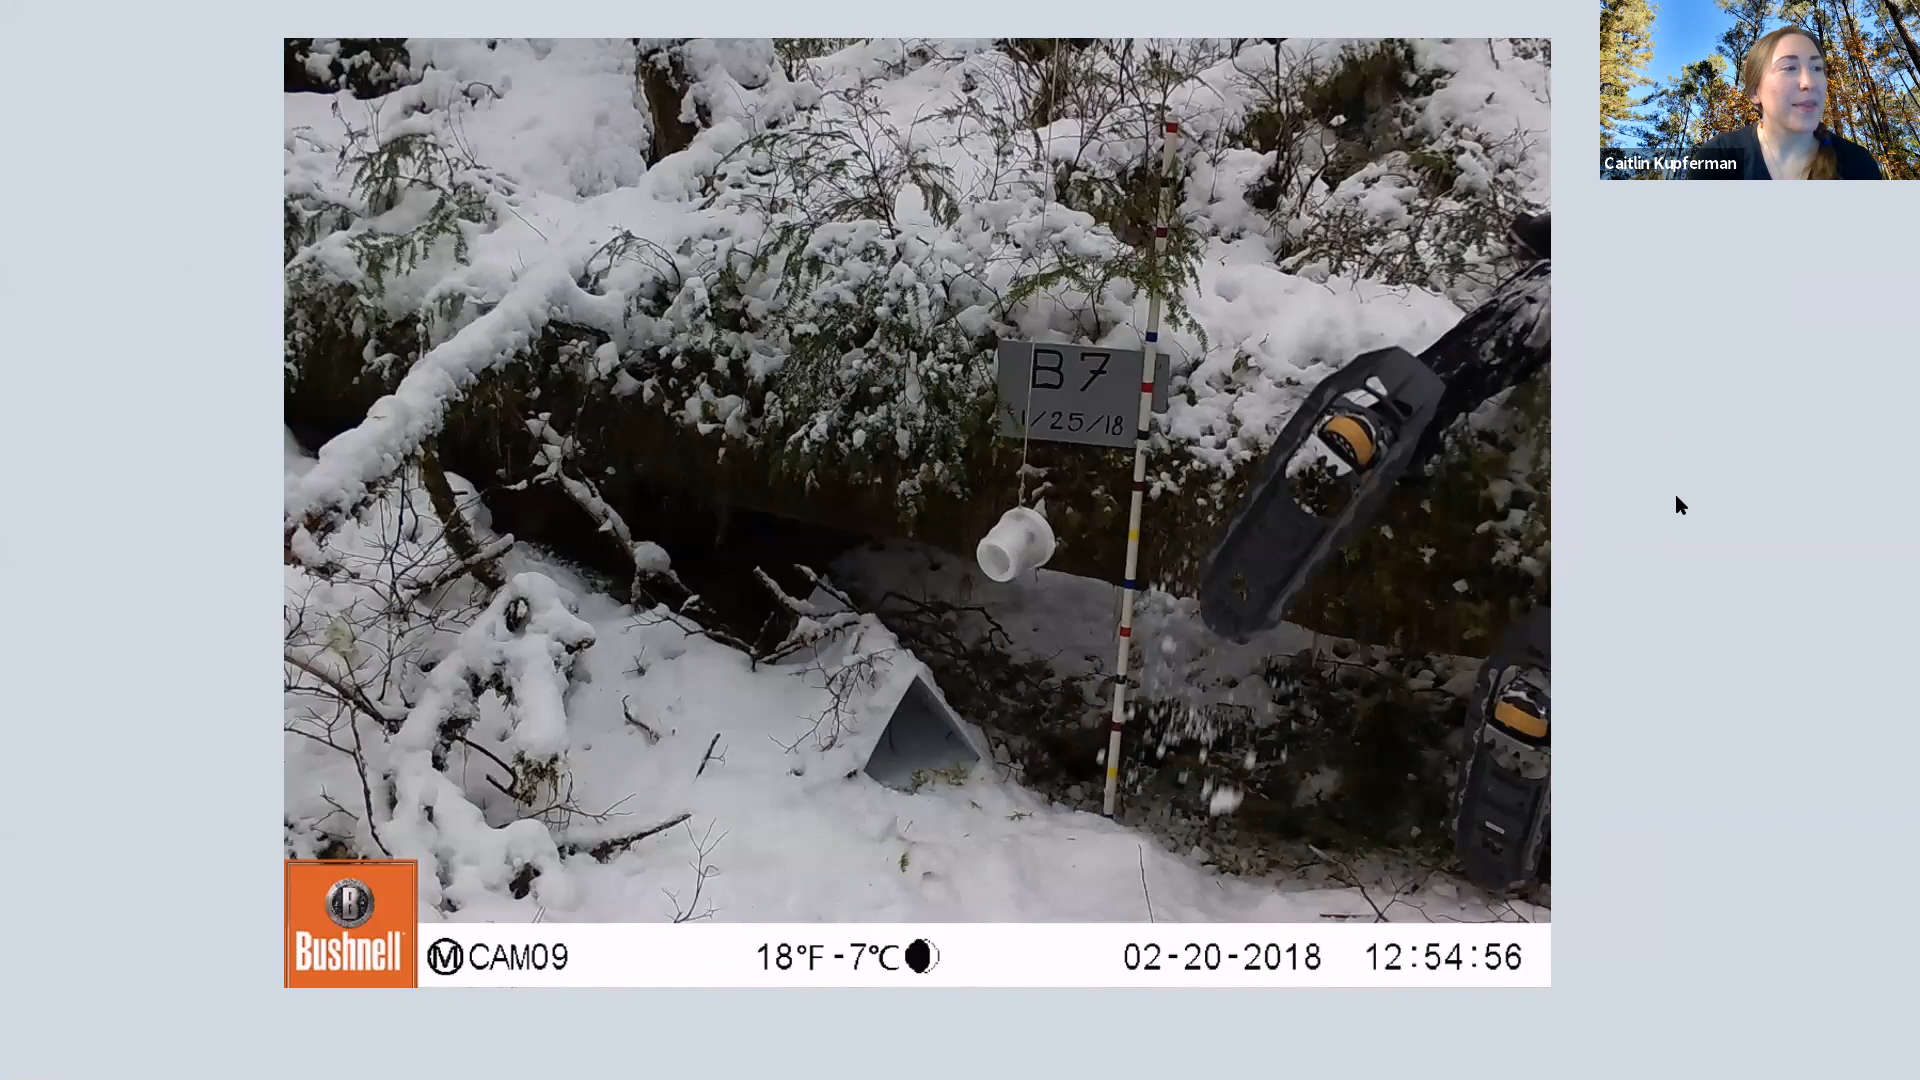 Caitlin Kupferman
B7
1/25/18
B
Bushnell
M CAM09 18°F -7°C 02-20-2018 12:54:56